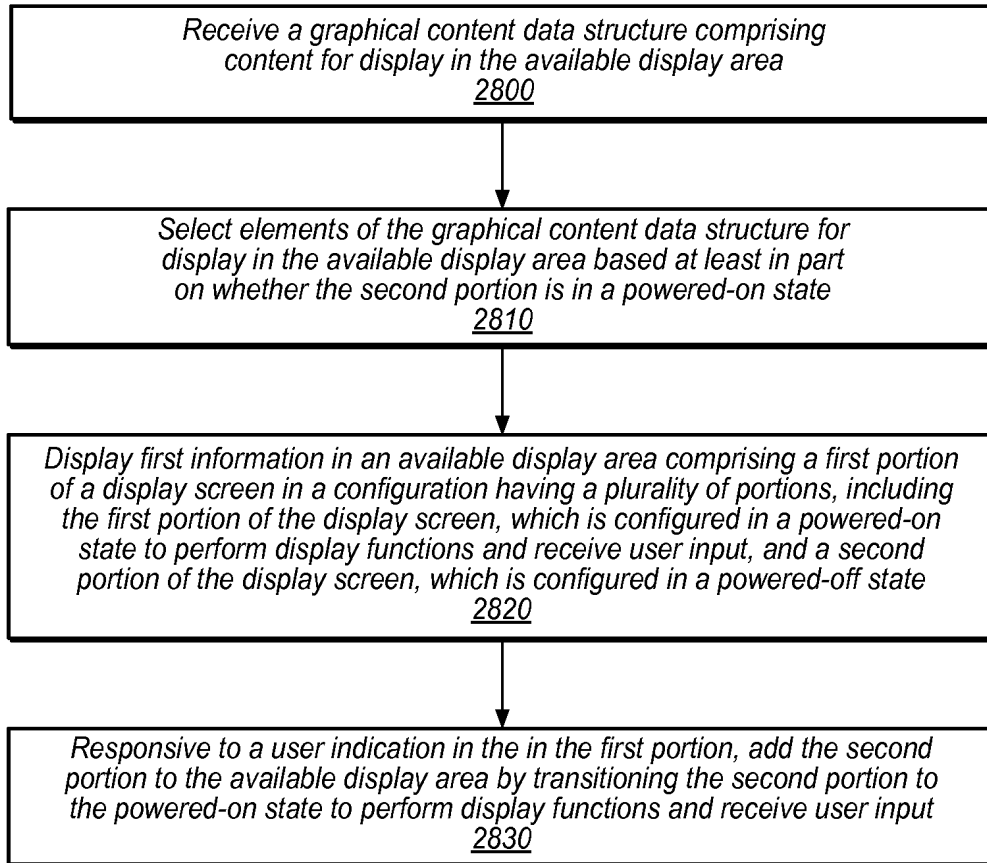 Receive a graphical content data structure comprising
content for display in the available display area
2800
Select elements of the graphical content data structure for
display in the available display area based at least in part
on whether the second portion is in a powered-on state
2810
Display first information in an available display area comprising a first portion
of a display screen in a configuration having a plurality of portions, including
the first portion of the display screen, which is configured in a powered-on
state to perform display functions and receive user input, and a second
portion of the display screen, which is configured in a powered-off state
2820
Responsive to a user indication in the in the first portion, add the second
portion to the available display area by transitioning the second portion to
the powered-on state to perform display functions and receive user input
2830